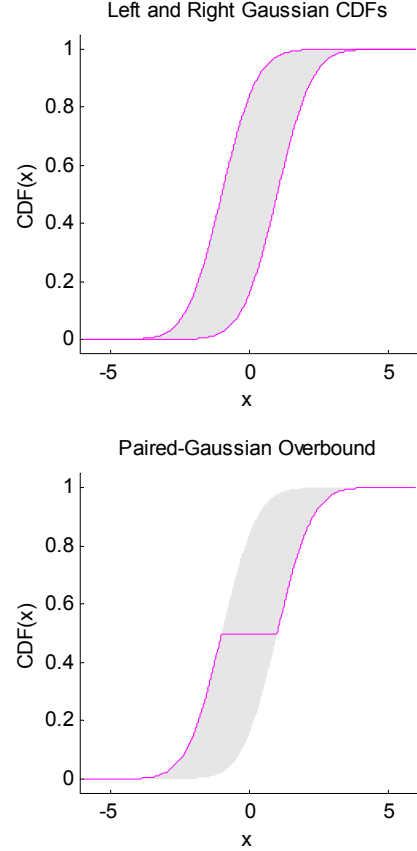 Left and Right Gaussian CDFs
1
0.8
0.6
0.4
0.2
0
CDF(x)
-5 0 5
x
Paired-Gaussian Overbound
1
0.8
0.6
0.4
0.2
0
CDF(x)
-5 0 5
x